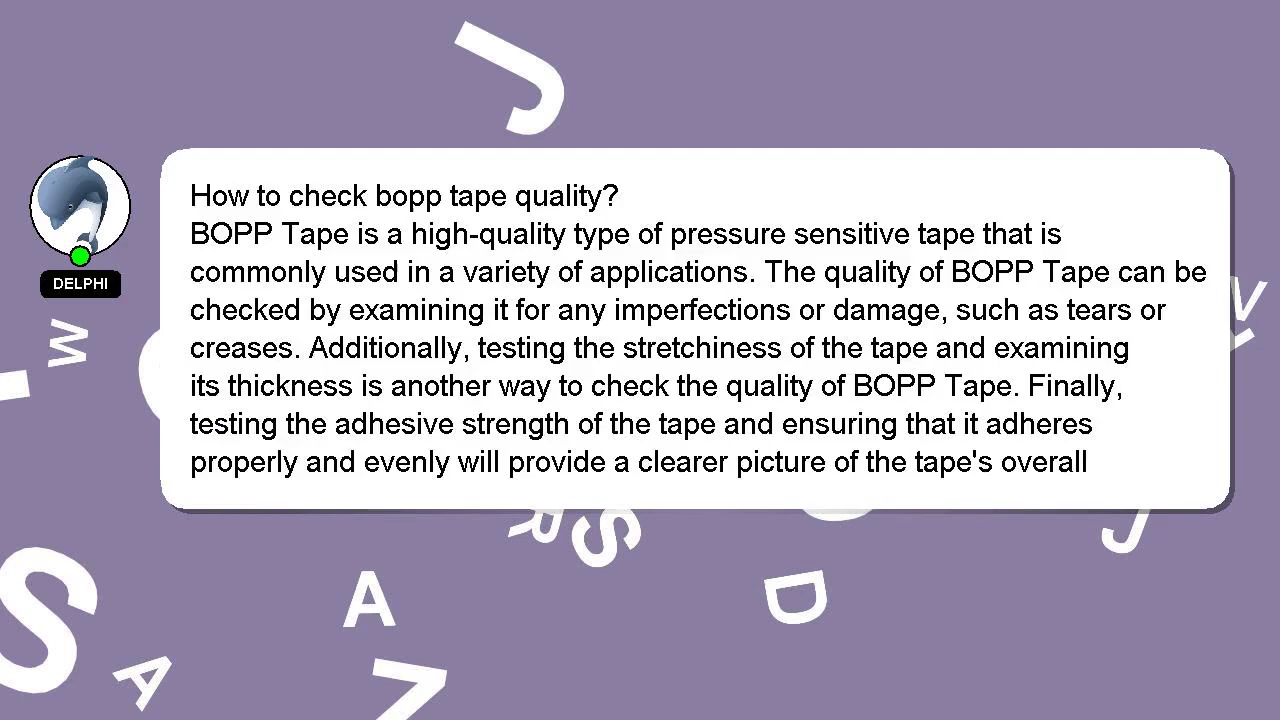 J
How to check bopp tape quality?
BOPP Tape is a high-quality type of pressure sensitive tape that is
commonly used in a variety of applications. The quality of BOPP Tape can be
checked by examining it for any imperfections or damage, such as tears or
creases. Additionally, testing the stretchiness of the tape and examining
its thickness is another way to check the quality of BOPP Tape. Finally,
testing the adhesive strength of the tape and ensuring that it adheres
properly and evenly will provide a clearer picture of the tape's overall
DELPHI
W
V
R
S
J
S
A
D
A
Z